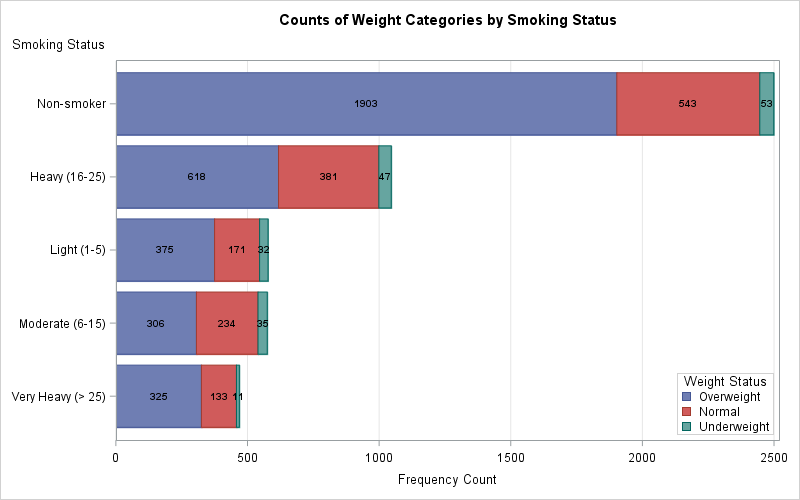 Counts of Weight Categories by Smoking Status
Smoking Status
Non-smoker 1903 543 53
Heavy (16-25) 618 381 47
Light (1-5) 375 171 32
Moderate (6-15) 306 234 35
Very Heavy (> 25) 325 133 11
Weight Status
Overweight
Normal
Underweight
0 500 1000 1500 2000 2500
Frequency Count